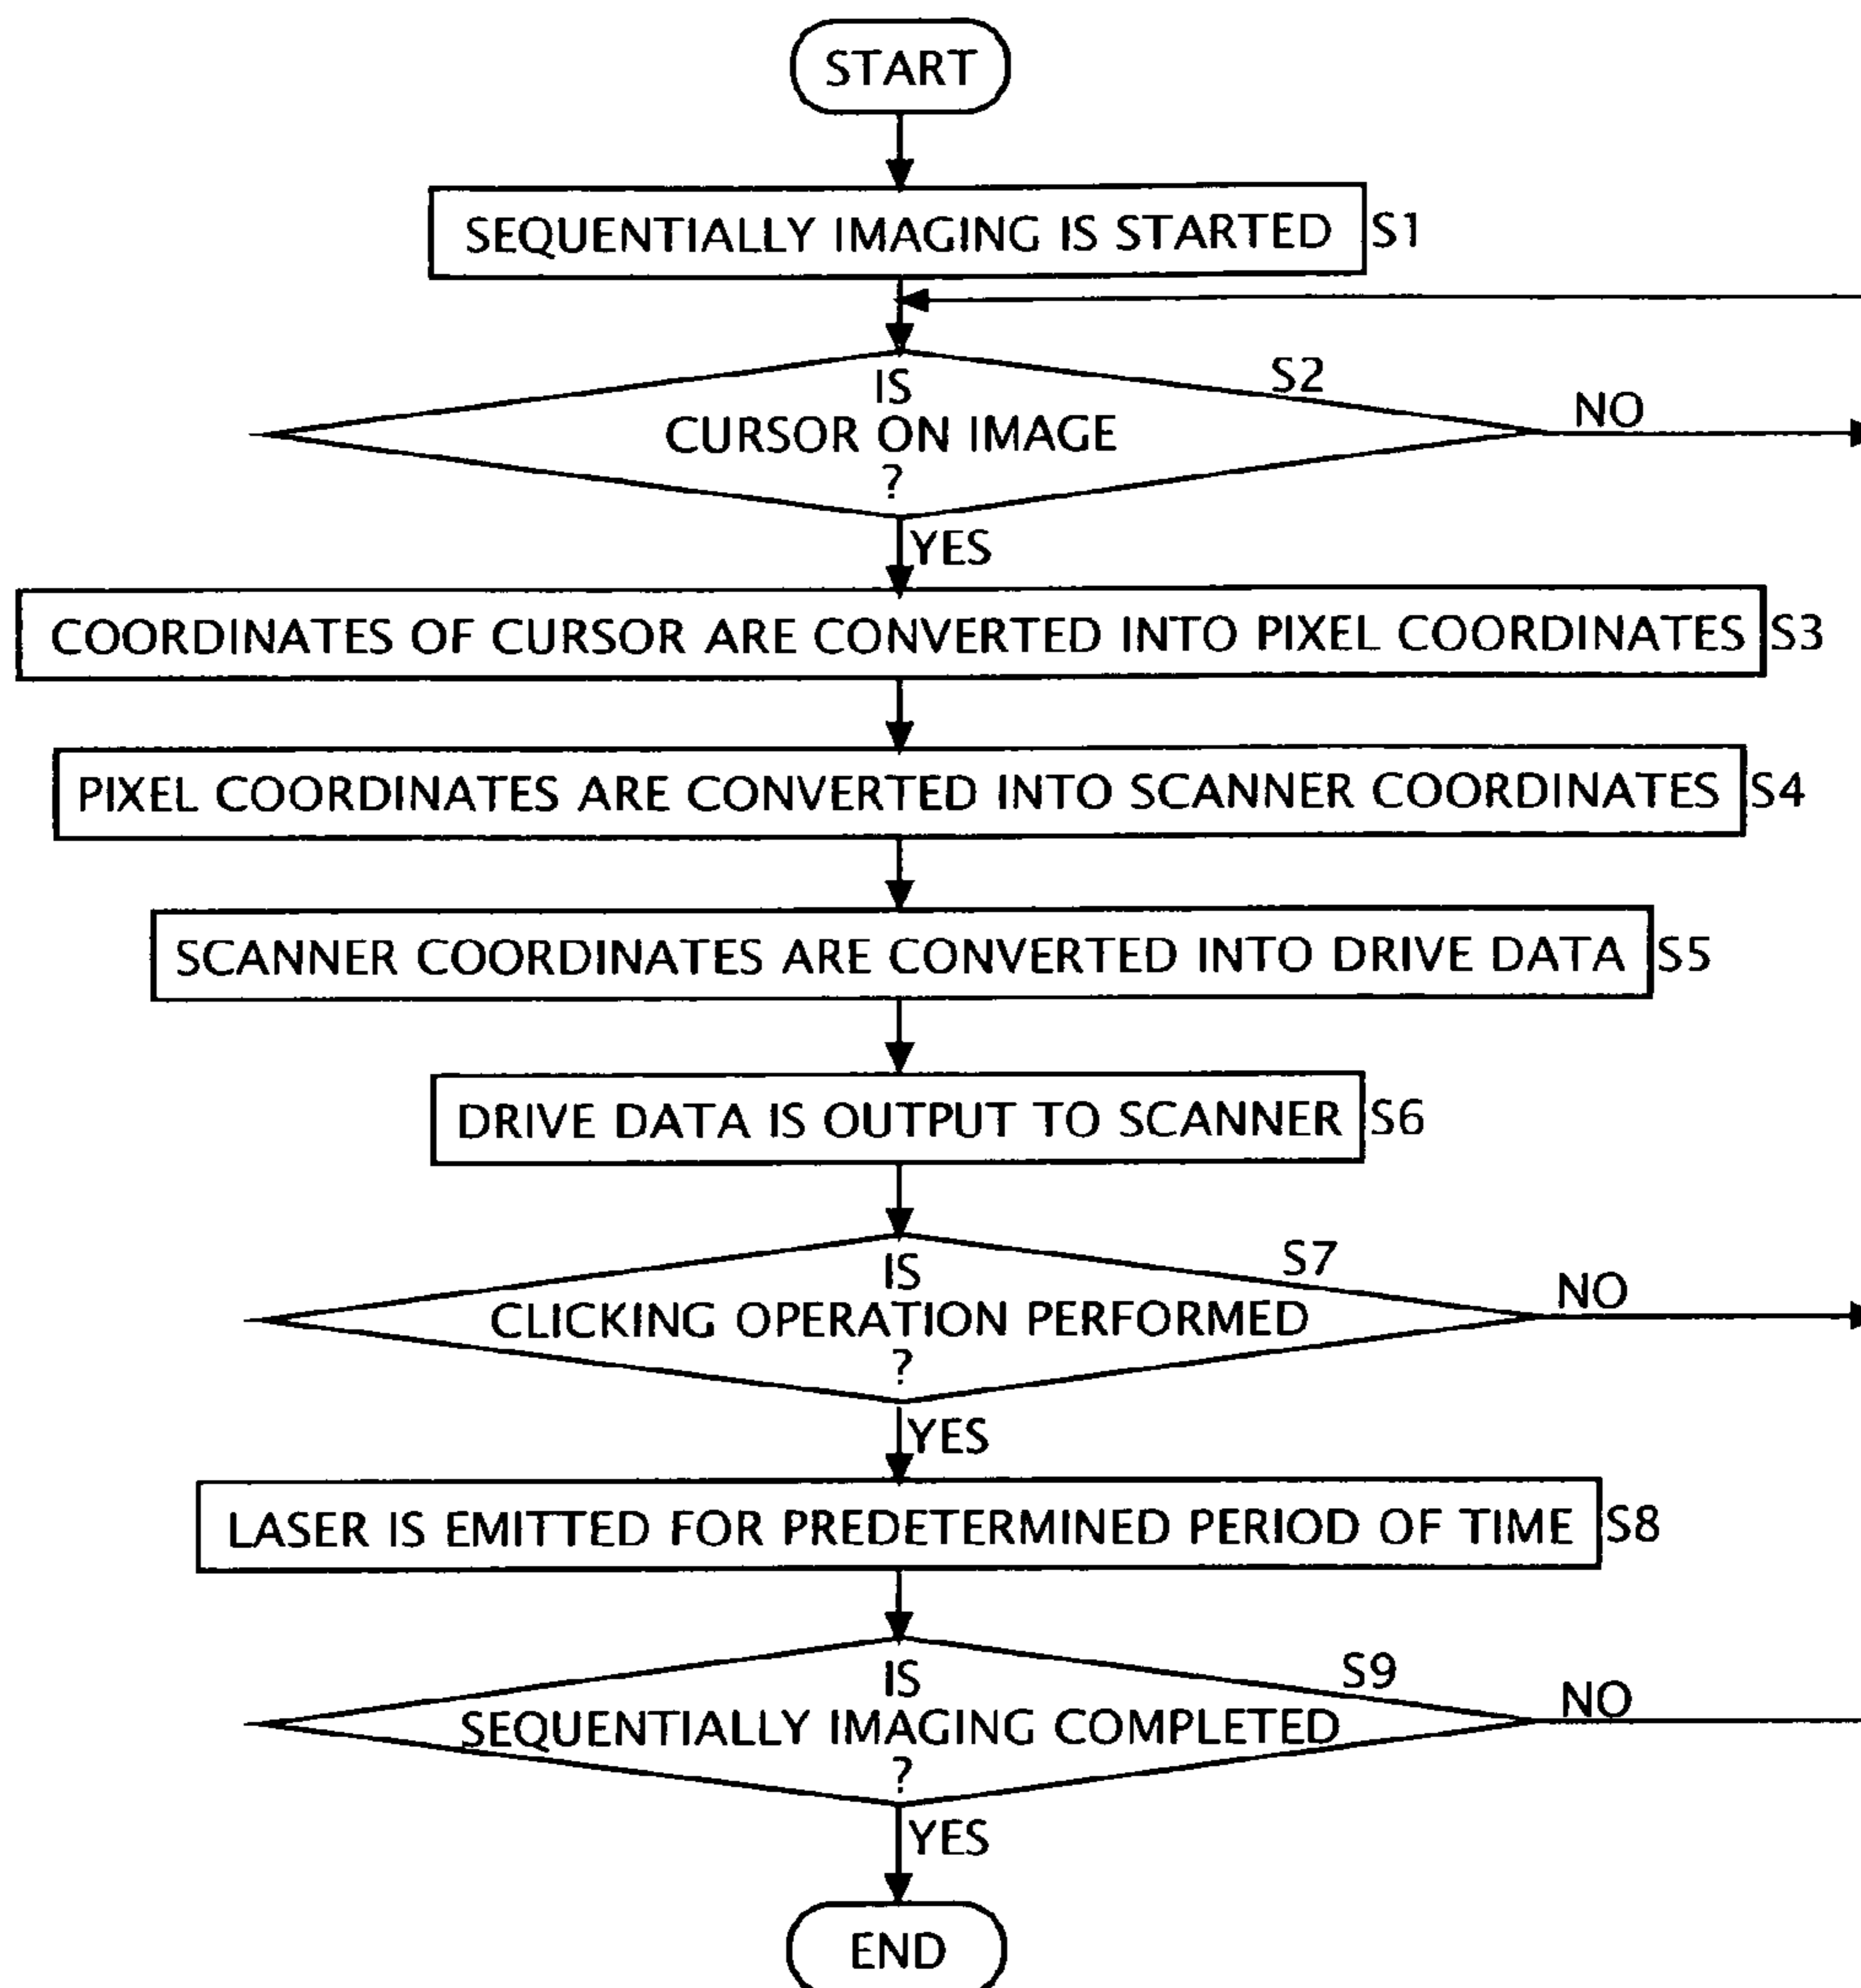 START
SEQUENTIALLY IMAGING IS STARTED S1
IS S2
CURSOR ON IMAGE NO
?
YES
COORDINATES OF CURSOR ARE CONVERTED INTO PIXEL COORDINATES S3
PIXEL COORDINATES ARE CONVERTED INTO SCANNER COORDINATES S4
SCANNER COORDINATES ARE CONVERTED INTO DRIVE DATA S5
DRIVE DATA IS OUTPUT TO SCANNER S6
IS S7
CLICKING OPERATION PERFORMED NO
?
YES
LASER IS EMITTED FOR PREDETERMINED PERIOD OF TIME S8
IS S9
SEQUENTIALLY IMAGING COMPLETED NO
?
YES
END